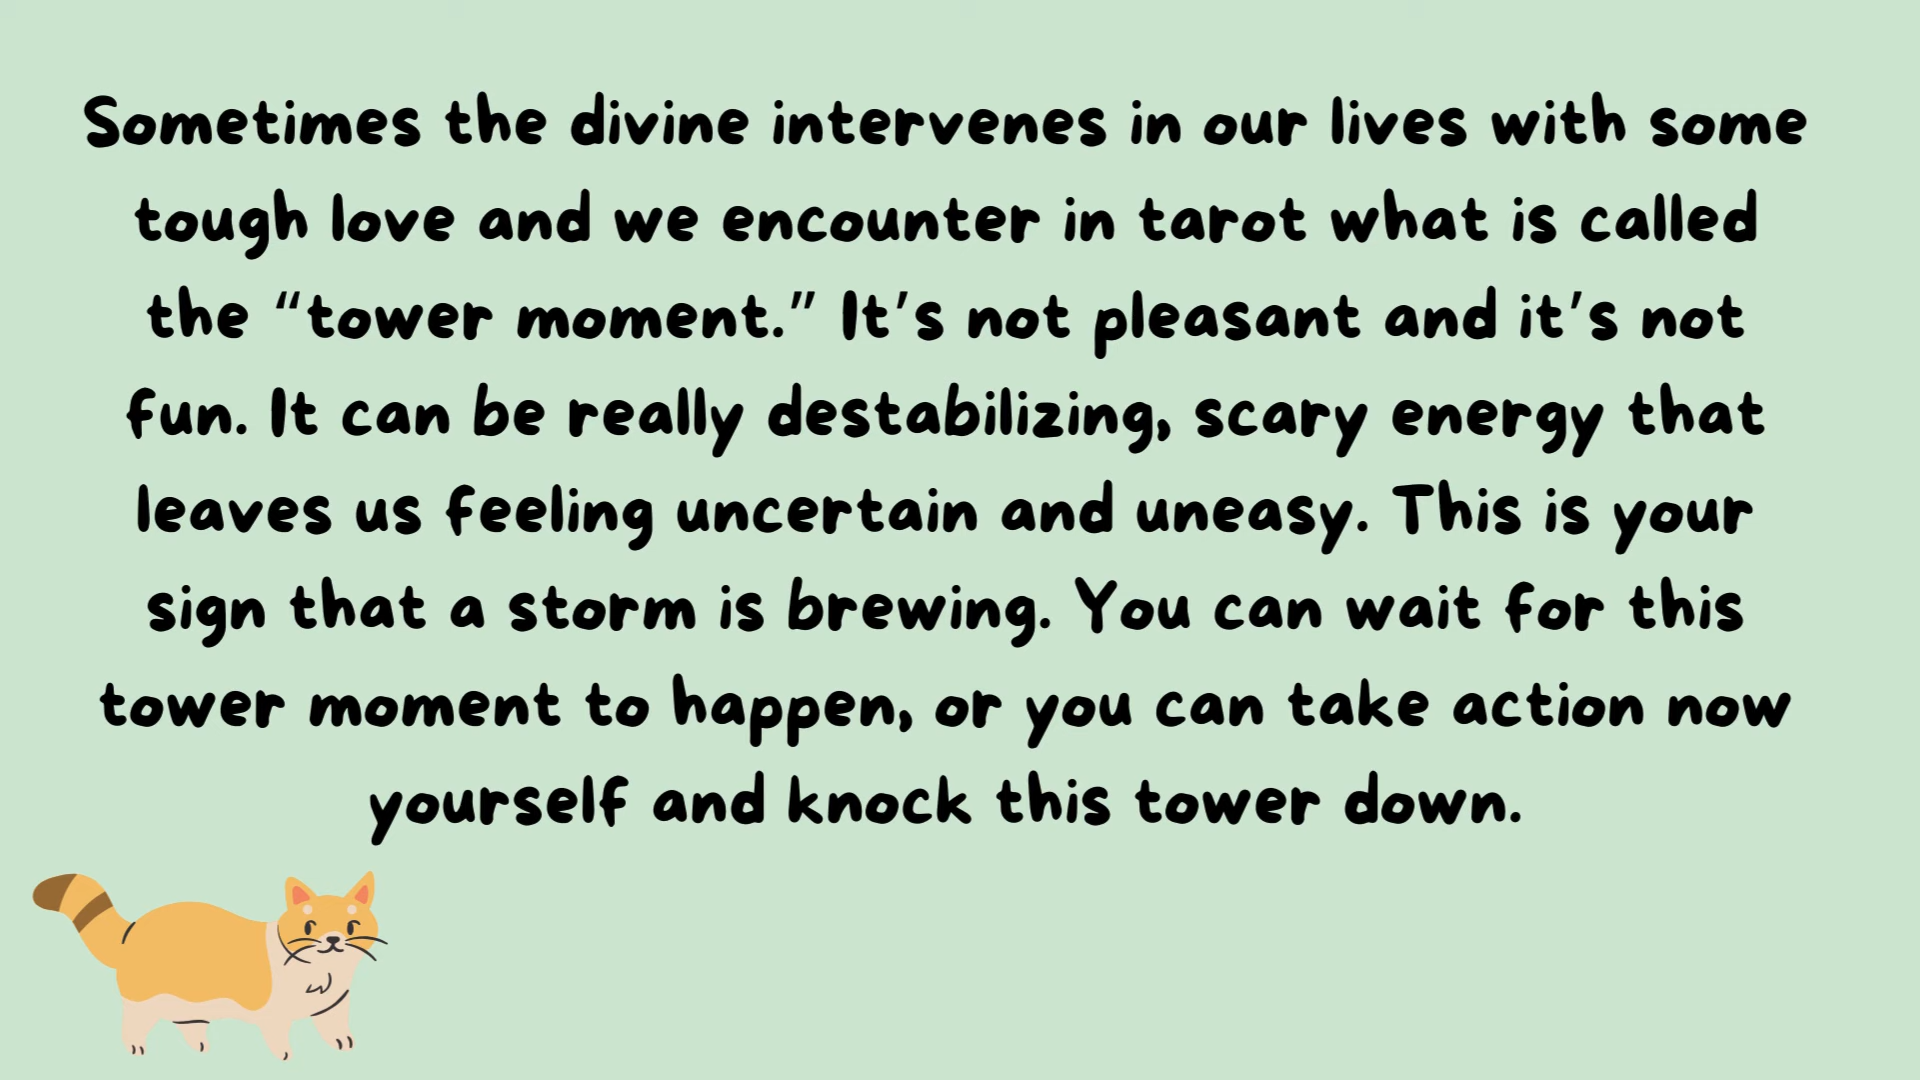 Sometimes the divine intervenes in our lives with some
tough love and we encounter in tarot what is called
the “tower moment.” It’s not pleasant and it’s not
fun. It can be really destabilizing, scary energy that
leaves us feeling uncertain and uneasy. This is your
sign that a storm is brewing. You can wait for this
tower moment to happen, or you can take action now
yourself and knock this tower down.